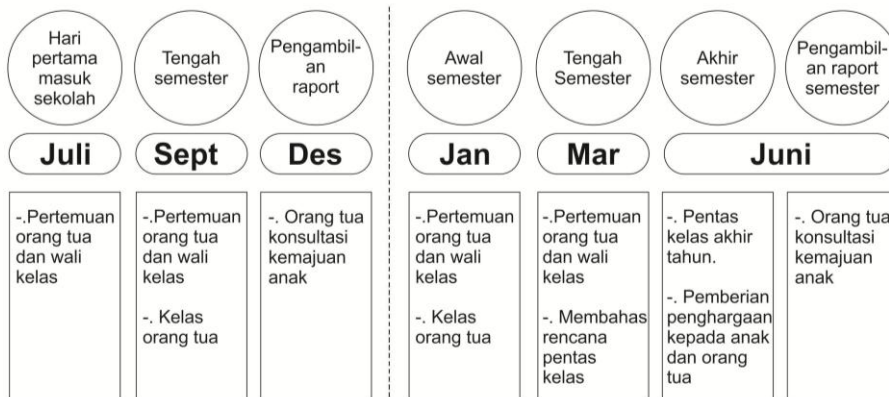 Hari
pertama
masuk
sekolah
Tengah
semester
Pengambil-
an
raport
Awal
semester
Tengah
Semester
Akhir
semester
Pengambil-
an raport
semester
Juli
Sept
Des
Jan
Mar
Juni
-.Pertemuan
orang tua
dan wali
kelas
-.Pertemuan
orang tua
dan wali
kelas
-. Kelas
orang tua
-. Orang tua
konsultasi
kemajuan
anak
-.Pertemuan
orang tua
dan wali
kelas
-. Kelas
orang tua
-.Pertemuan
orang tua
dan wali
kelas
-. Membahas
rencana
pentas
kelas
-. Pentas
kelas akhir
tahun.
-. Pemberian
penghargaan
kepada anak
dan orang
tua
-. Orang tua
konsultasi
kemajuan
anak